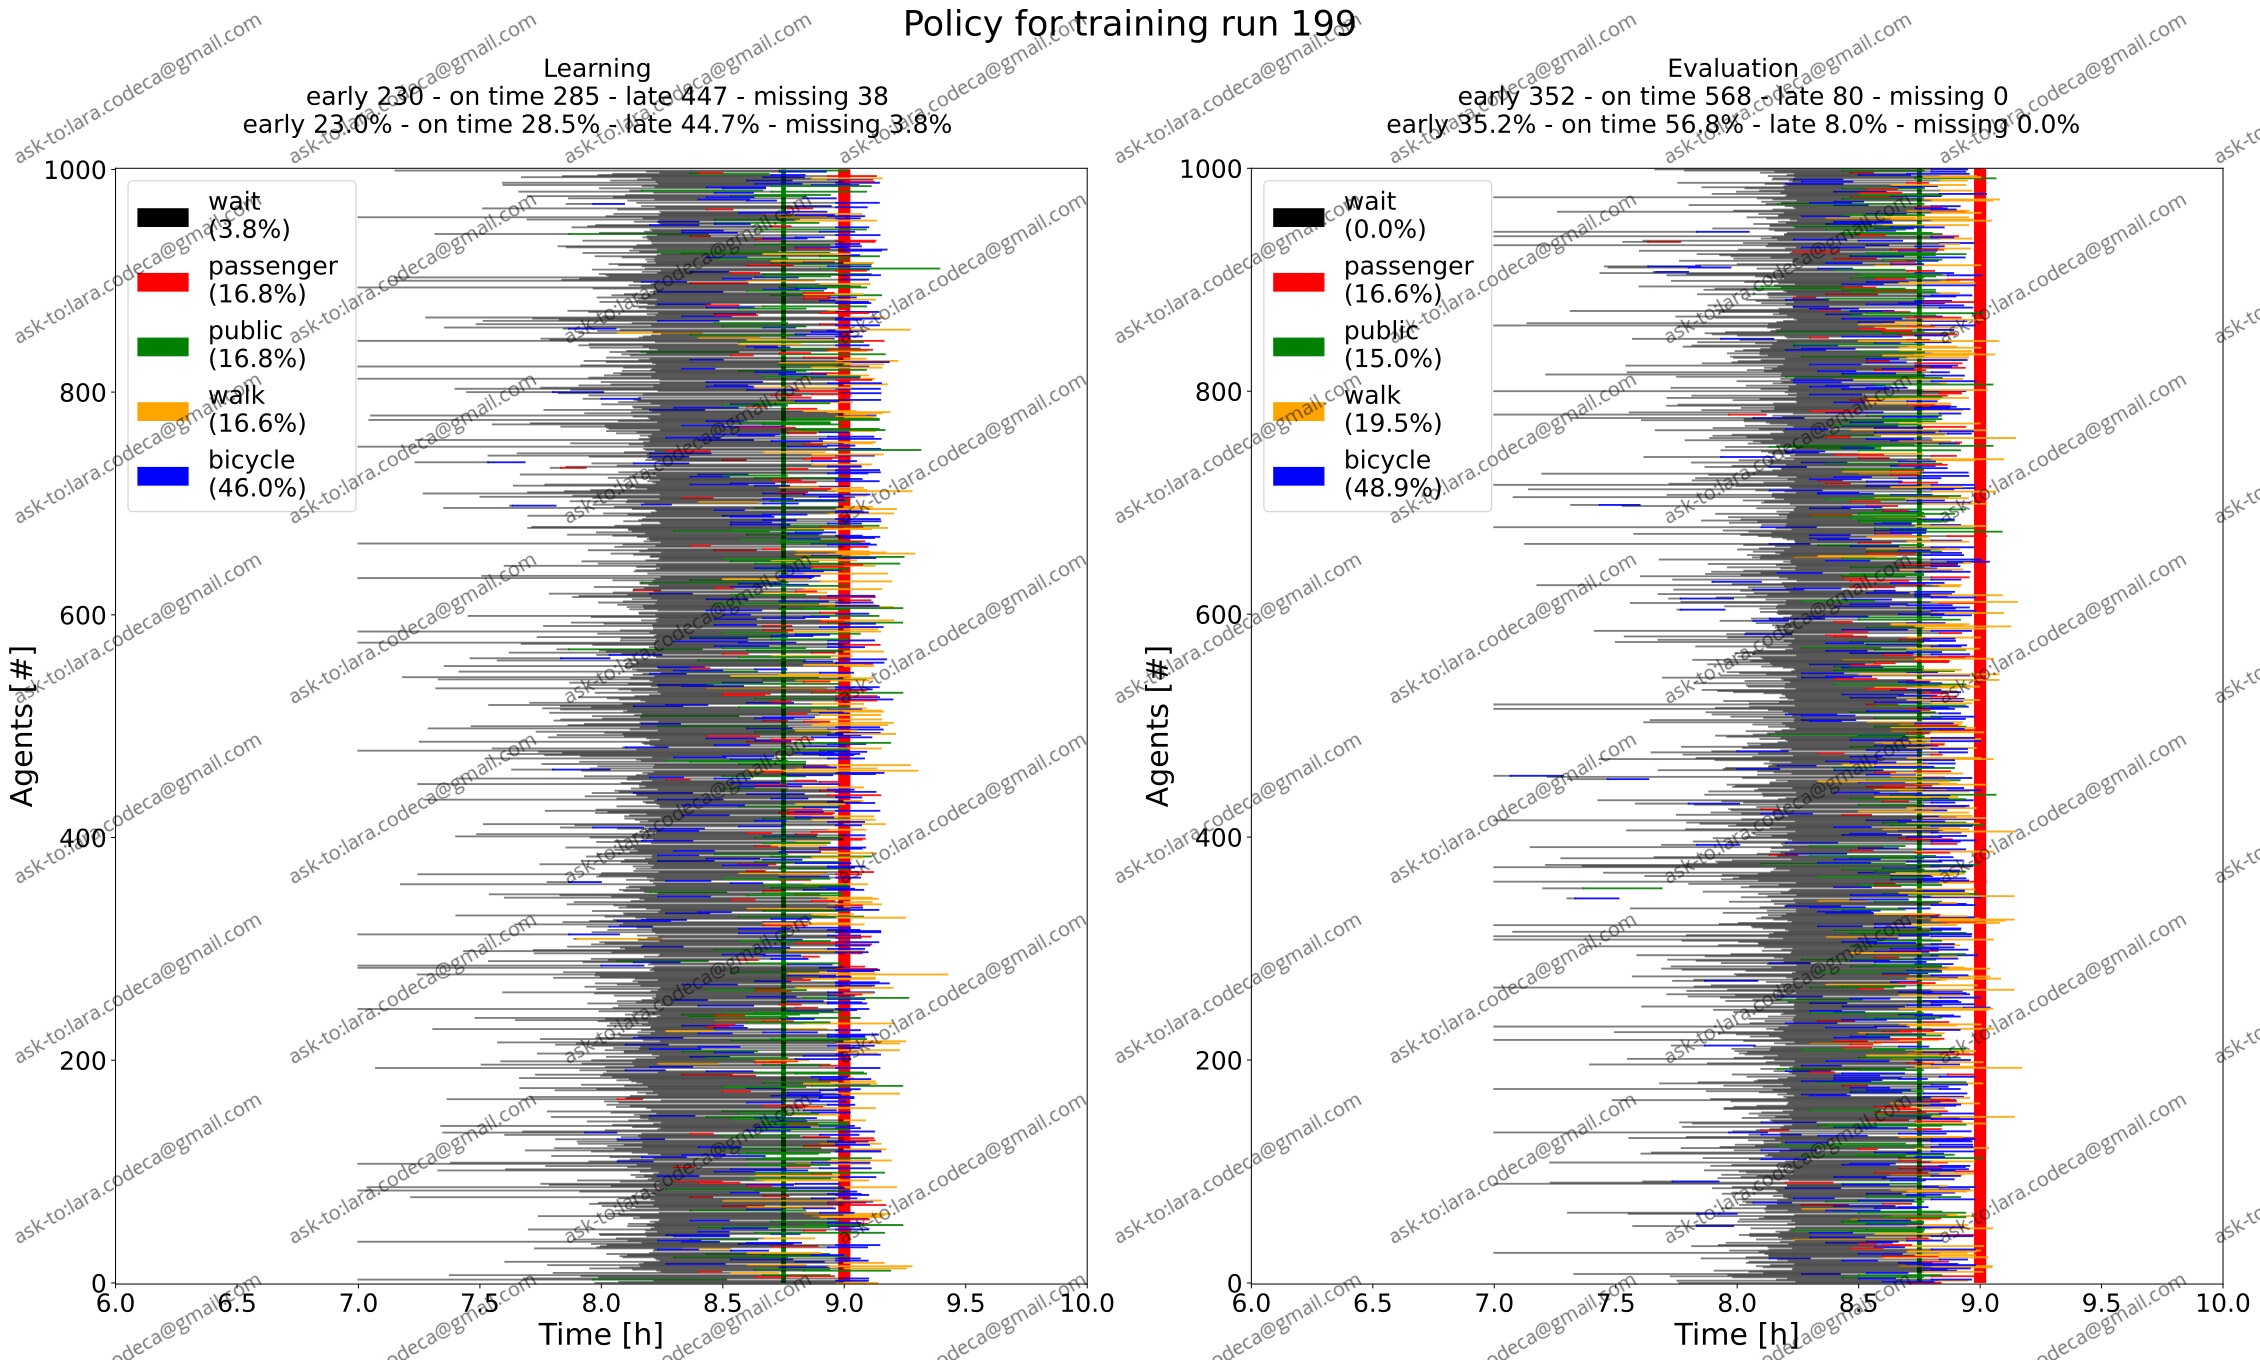 Policy for training run 199
Learning
early 230 - on time 285 - late 447 - missing 38
early 23.0% - on time 28.5% - late 44.7% - missing 3.8%
1000
800
600
400
200
0
Agents [#]
wait
(3.8%)
passenger
(16.8%)
public
(16.8%)
walk
(16.6%)
bicycle
(46.0%)
6.0 6.5 7.0 7.5 8.0 8.5 9.0 9.5 10.0
Time [h]
Evaluation
early 352 - on time 568 - late 80 - missing 0
early 35.2% - on time 56.8% - late 8.0% - missing 0.0%
1000
800
600
400
200
0
Agents [#]
wait
(0.0%)
passenger
(16.6%)
public
(15.0%)
walk
(19.5%)
bicycle
(48.9%)
6.0 6.5 7.0 7.5 8.0 8.5 9.0 9.5 10.0
Time [h]
ask-to:lara.codeca@gmail.com